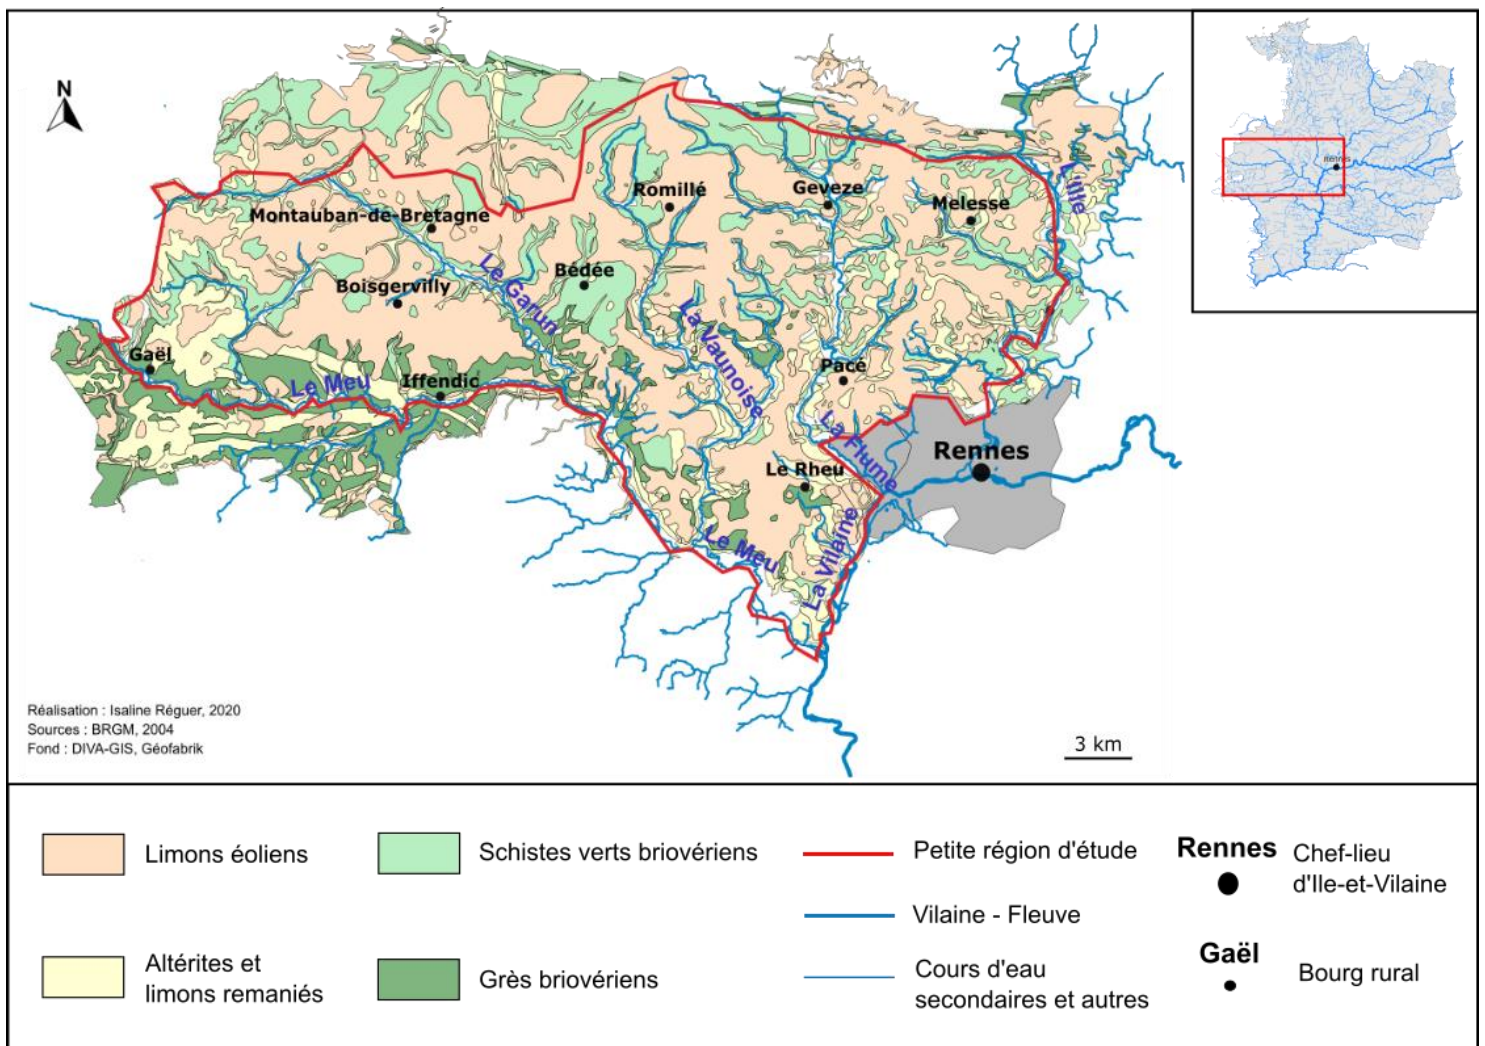 N
Romillé
Geveze
Melesse
L'ille
Montauban-de-Bretagne
Bédée
Le Garun
Boisgervilly
La Vaunoise
Gaël
Le Meu
Iffendic
Pacé
La Flume
Rennes
Le Rheu
Le Meu
La Vilaine
RENNES
Réalisation : Isaline Réguer, 2020
Sources : BRGM, 2004
Fond : DIVA-GIS, Géofabrik
3 km
Limons éoliens
Schistes verts briovériens
Petite région d'étude
Rennes
Chef-lieu
d'Ile-et-Vilaine
Vilaine - Fleuve
Altérites et
limons remaniés
Grès briovériens
Cours d'eau
secondaires et autres
Gaël
Bourg rural